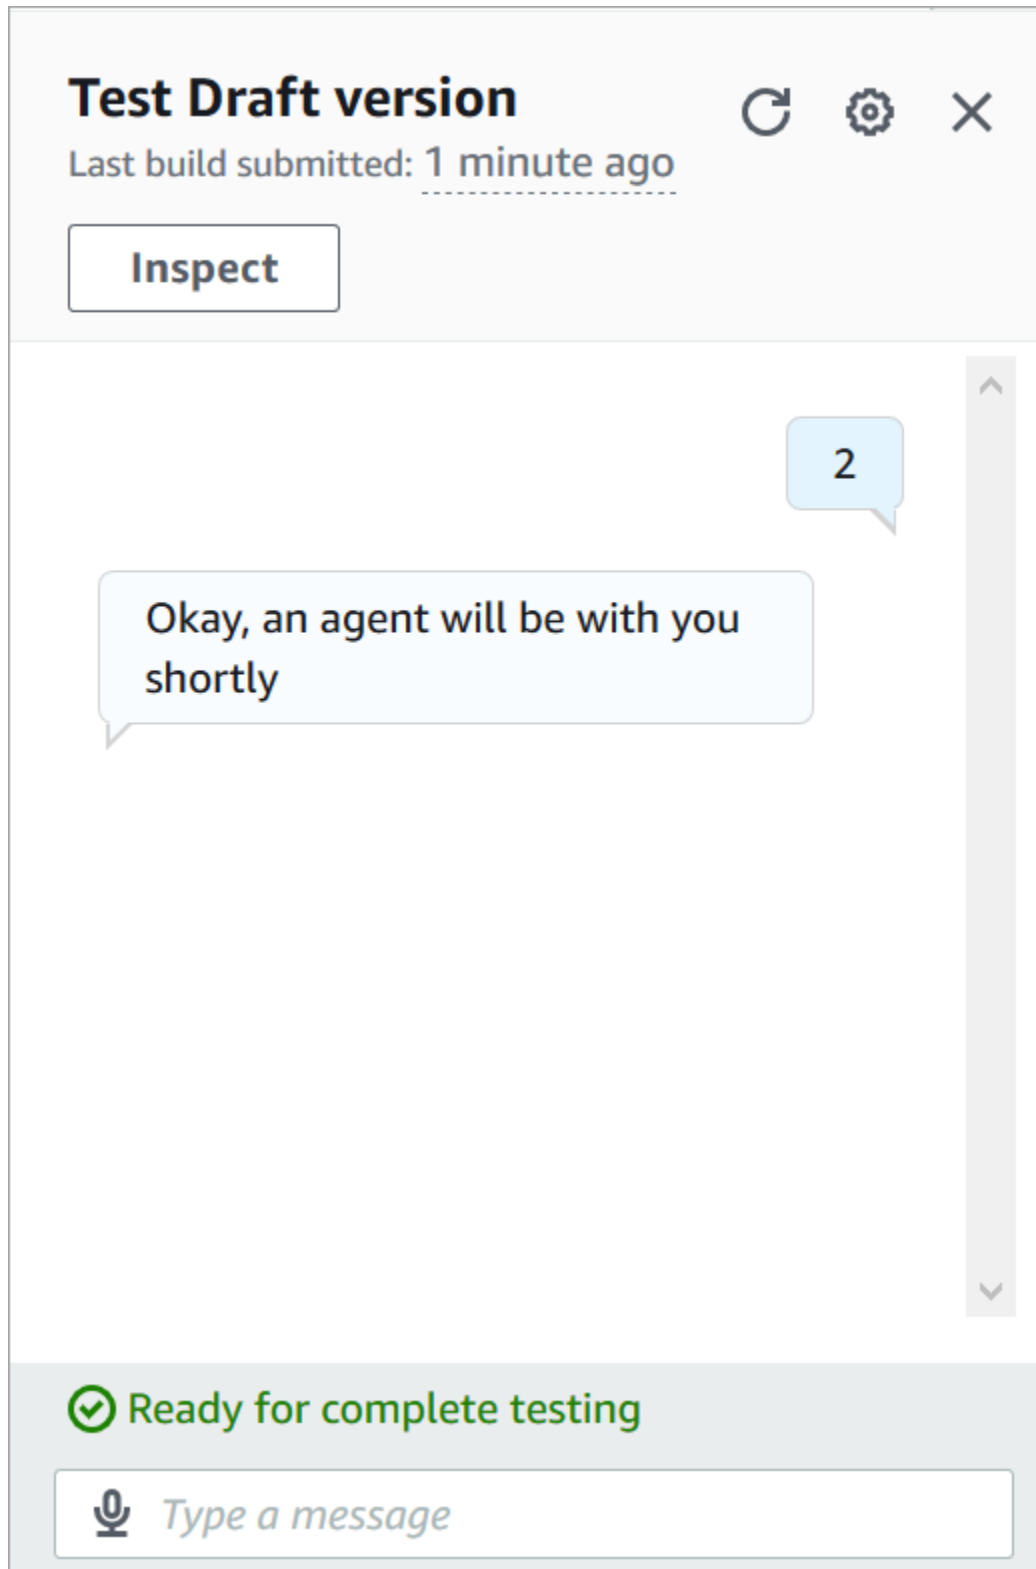 Test Draft version
Last build submitted: 1 minute ago
Inspect
2
Okay, an agent will be with you
shortly
Ready for complete testing
Type a message